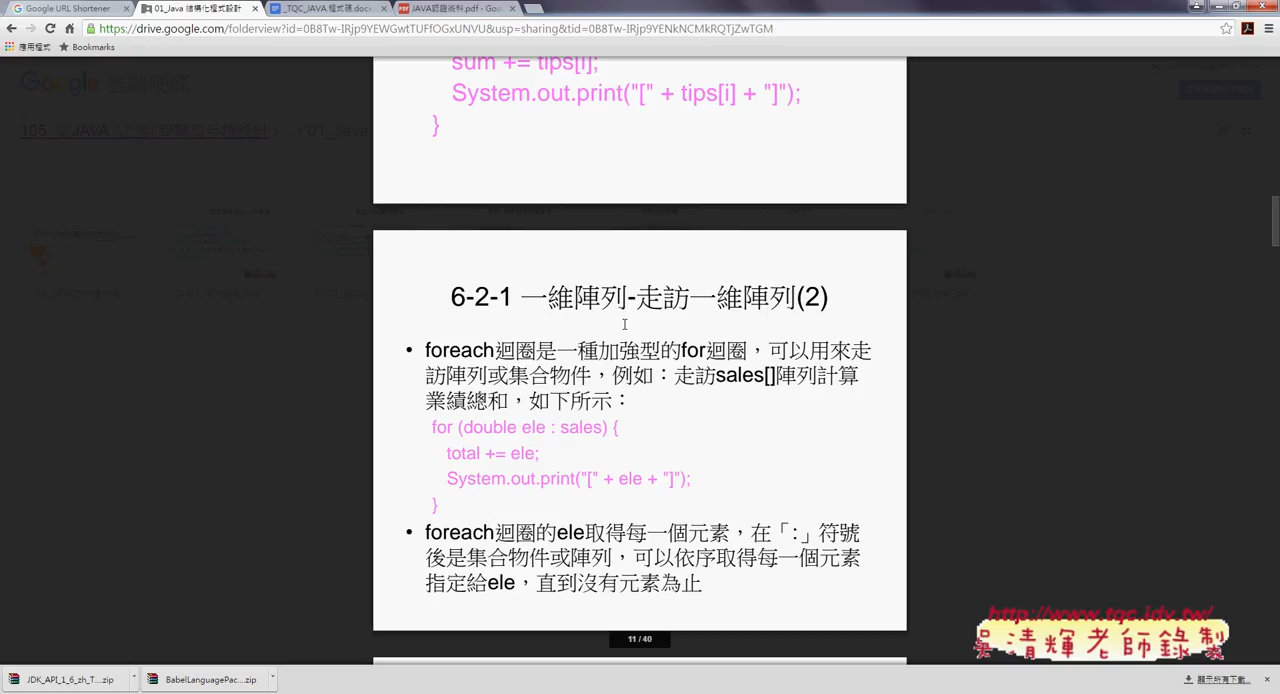 Google URL Shortener
01_Java 結構化程式設計
_TQC_JAVA 程式碼.docx
JAVA認證術科.pdf - Goo
https://drive.google.com/folderview?id=0B8Tw-IRjp9YEWGwtTUFfOGxUNVU&usp=sharing&tid=0B8Tw-IRjp9YENkNCMkRQTjZwTGM
應用程式
Bookmarks
Google 雲端硬碟
sum += tips[i];
System.out.print("[" + tips[i] + "]");
}
6-2-1 一維陣列-走訪一維陣列(2)
• foreach迴圈是一種加強型的for迴圈，可以用來走
訪陣列或集合物件，例如：走訪sales[]陣列計算
業績總和，如下所示：
for (double ele : sales) {
total += ele;
System.out.print("[" + ele + "]");
}
• foreach迴圈的ele取得每一個元素，在「:」符號
後是集合物件或陣列，可以依序取得每一個元素
指定給ele，直到沒有元素為止
11 / 40
http://www.tqc.idv.tw/
吳清輝老師錄製
JDK_API_1_6_zh_T....zip
BabelLanguagePac....zip
顯示所有下載...